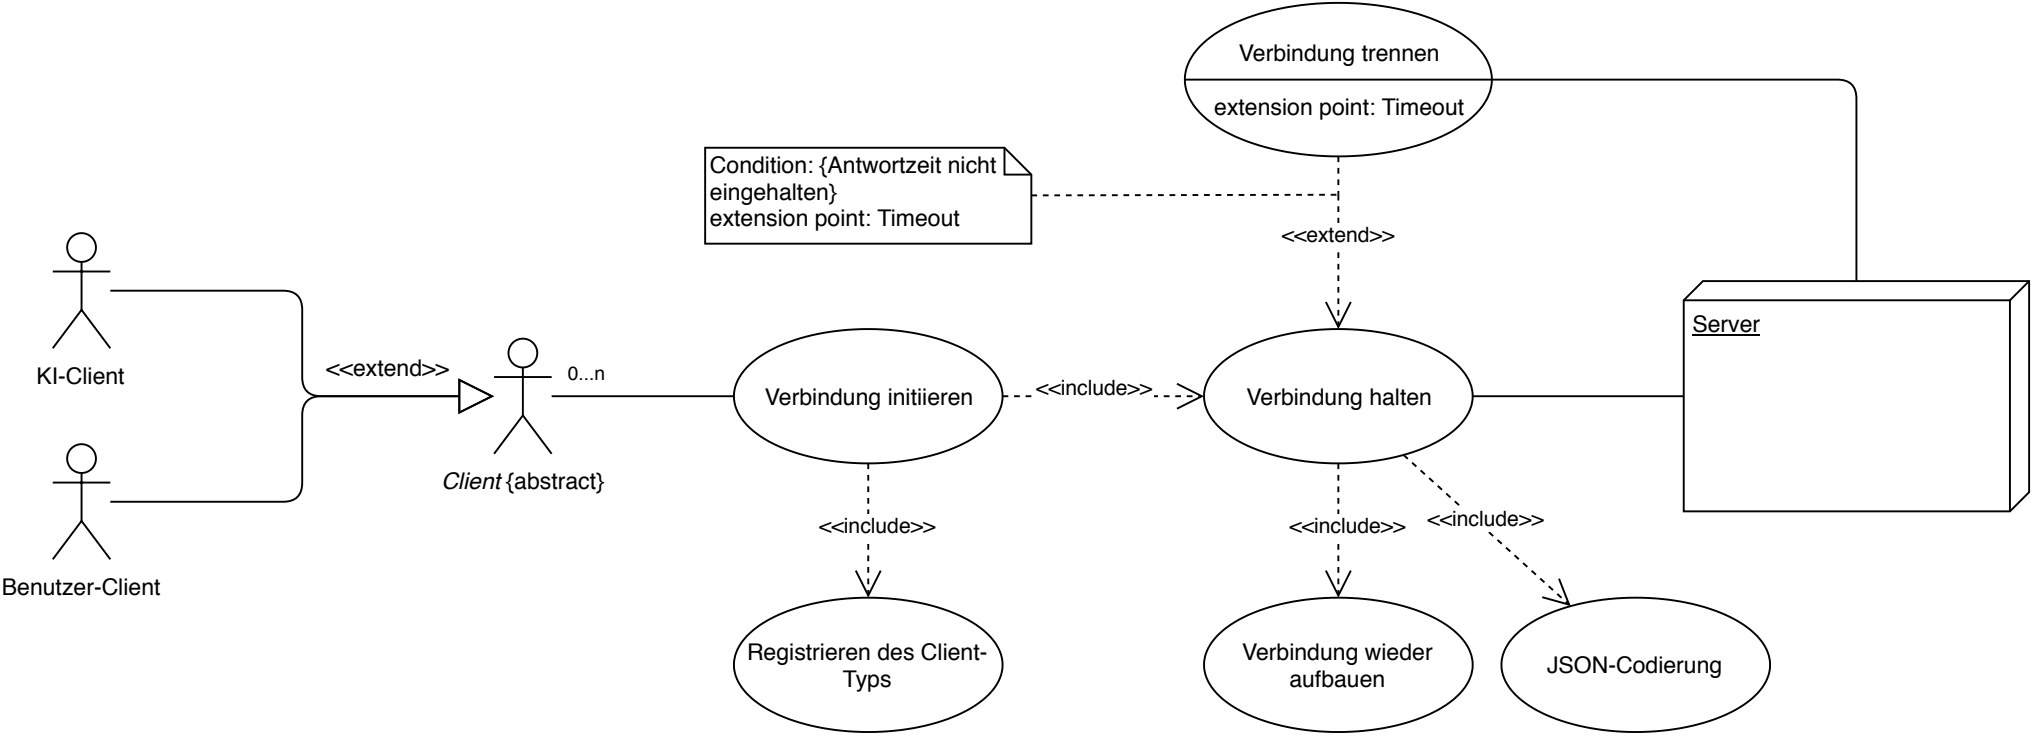 Verbindung trennen
extension point: Timeout
Condition: {Antwortzeit nicht
eingehalten}
extension point: Timeout
<<extend>>
Server
KI-Client
<<extend>>
0...n
Verbindung initiieren
<<include>>
Verbindung halten
Client {abstract}
<<include>>
<<include>>
<<include>>
Benutzer-Client
Registrieren des Client-
Typs
Verbindung wieder
aufbauen
JSON-Codierung